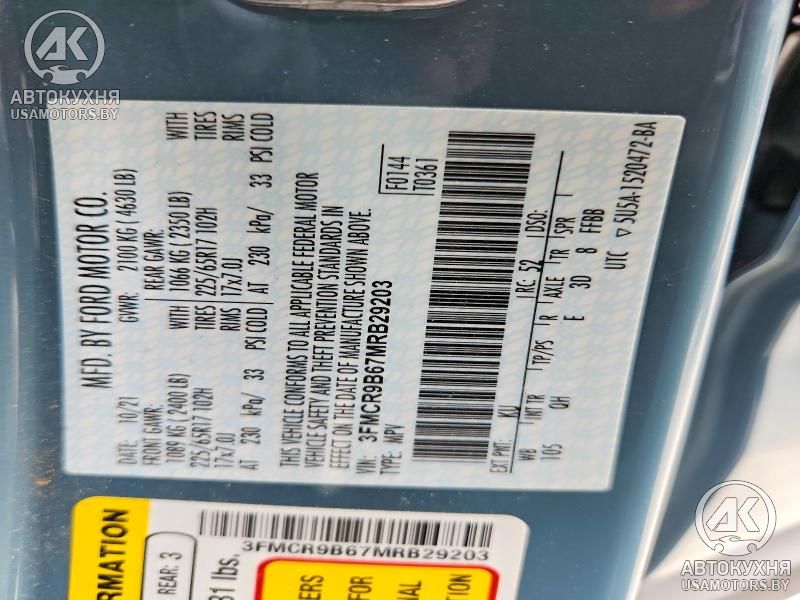 MFD. BY FORD MOTOR CO.
DATE: 10/21 GVWR: 2100 KG ( 4630 LB)
FRONT GAWR: REAR GAWR: WITH
1089 KG ( 2400 LB) 1066 KG ( 2350 LB) TIRES
225/65R17 102H TIRES 225/65R17 102H RIMS
17x7.0J RIMS 17x7.0J
AT 230 kPa/ 33 PSI COLD AT 230 kPa/ 33 PSI COLD
THIS VEHICLE CONFORMS TO ALL APPLICABLE FEDERAL MOTOR
VEHICLE SAFETY AND THEFT PREVENTION STANDARDS IN
EFFECT ON THE DATE OF MANUFACTURE SHOWN ABOVE.
VIN: 3FMCR9B67MRB29203 F0144
TYPE: MPV T0361
EXT PNT: KU RC: 52 DSO:
WB INT TR TP/PS R AXLE TR SPR
105 QH E 3D 8 FFBB
UTC 5U5A-1520472-BA
3FMCR9B67MRB29203
REAR: 3
АВТОКУХНЯ
USAMOTORS.BY
АВТОКУХНЯ
USAMOTORS.BY